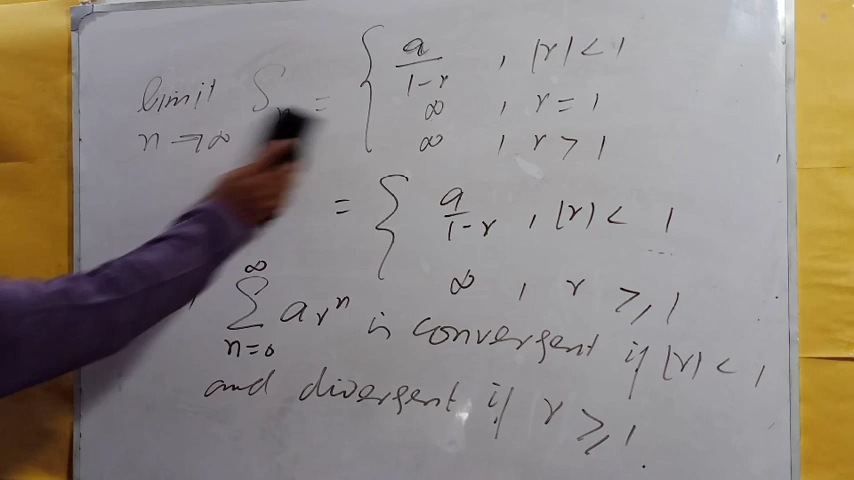 limit Sn = { a/1-r , |r| < 1
n→∞ ∞ , r = 1
∞ , r > 1
= { a/1-r , |r| < 1
∞ , r ⩾ 1
∞
∑ arⁿ is convergent if |r| < 1
n=0
and divergent if r ⩾ 1.